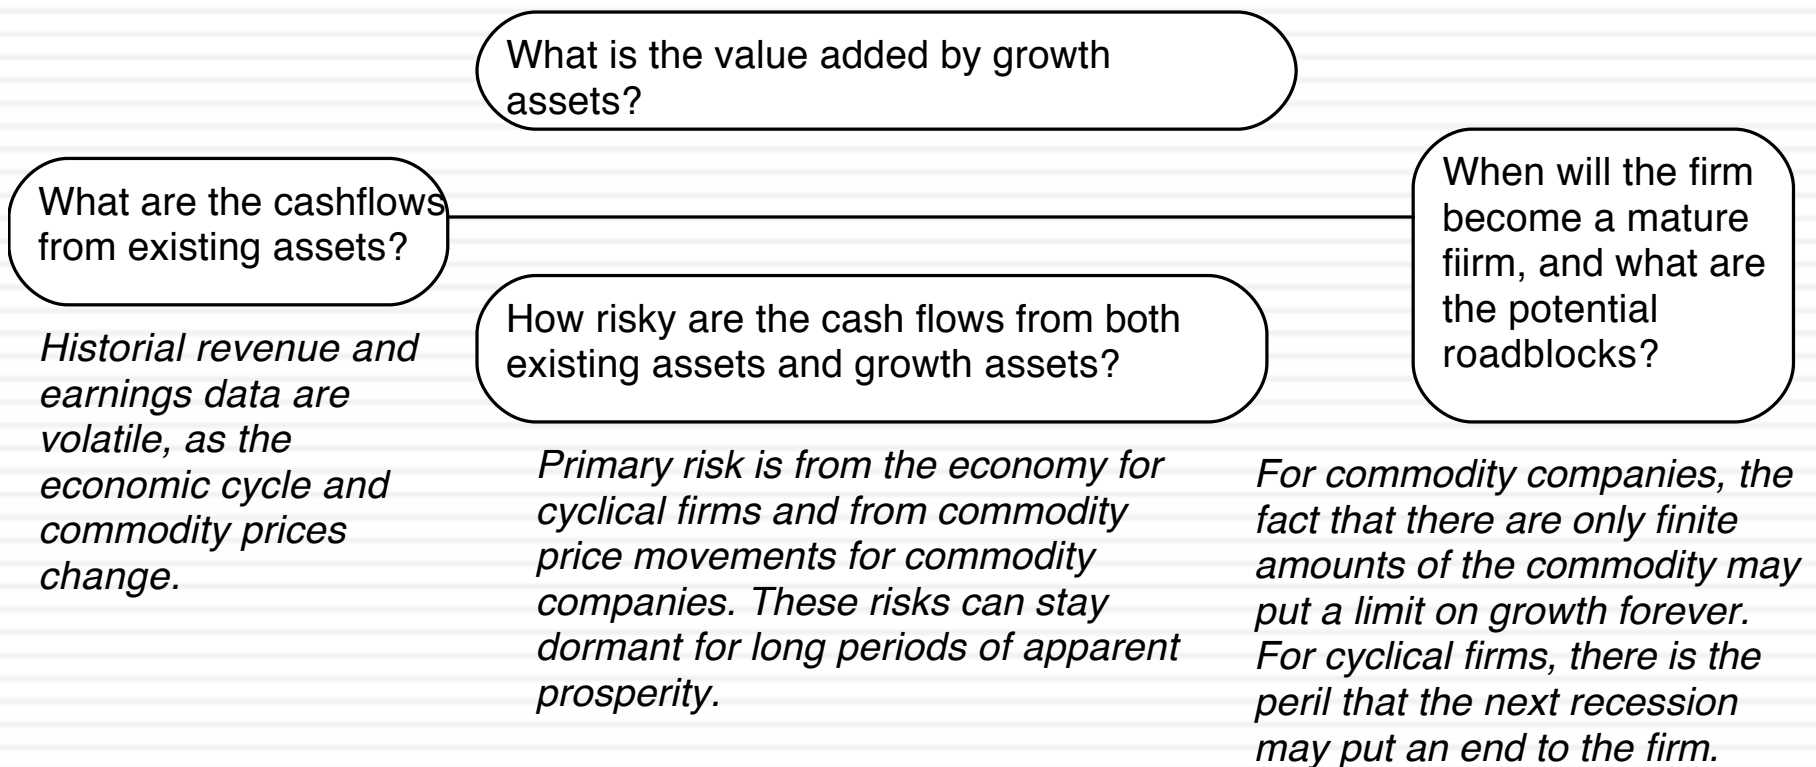 What is the value added by growth
assets?
What are the cashflows
from existing assets?
Historial revenue and
earnings data are
volatile, as the
economic cycle and
commodity prices
change.
How risky are the cash flows from both
existing assets and growth assets?
Primary risk is from the economy for
cyclical firms and from commodity
price movements for commodity
companies. These risks can stay
dormant for long periods of apparent
prosperity.
When will the firm
become a mature
fiirm, and what are
the potential
roadblocks?
For commodity companies, the
fact that there are only finite
amounts of the commodity may
put a limit on growth forever.
For cyclical firms, there is the
peril that the next recession
may put an end to the firm.